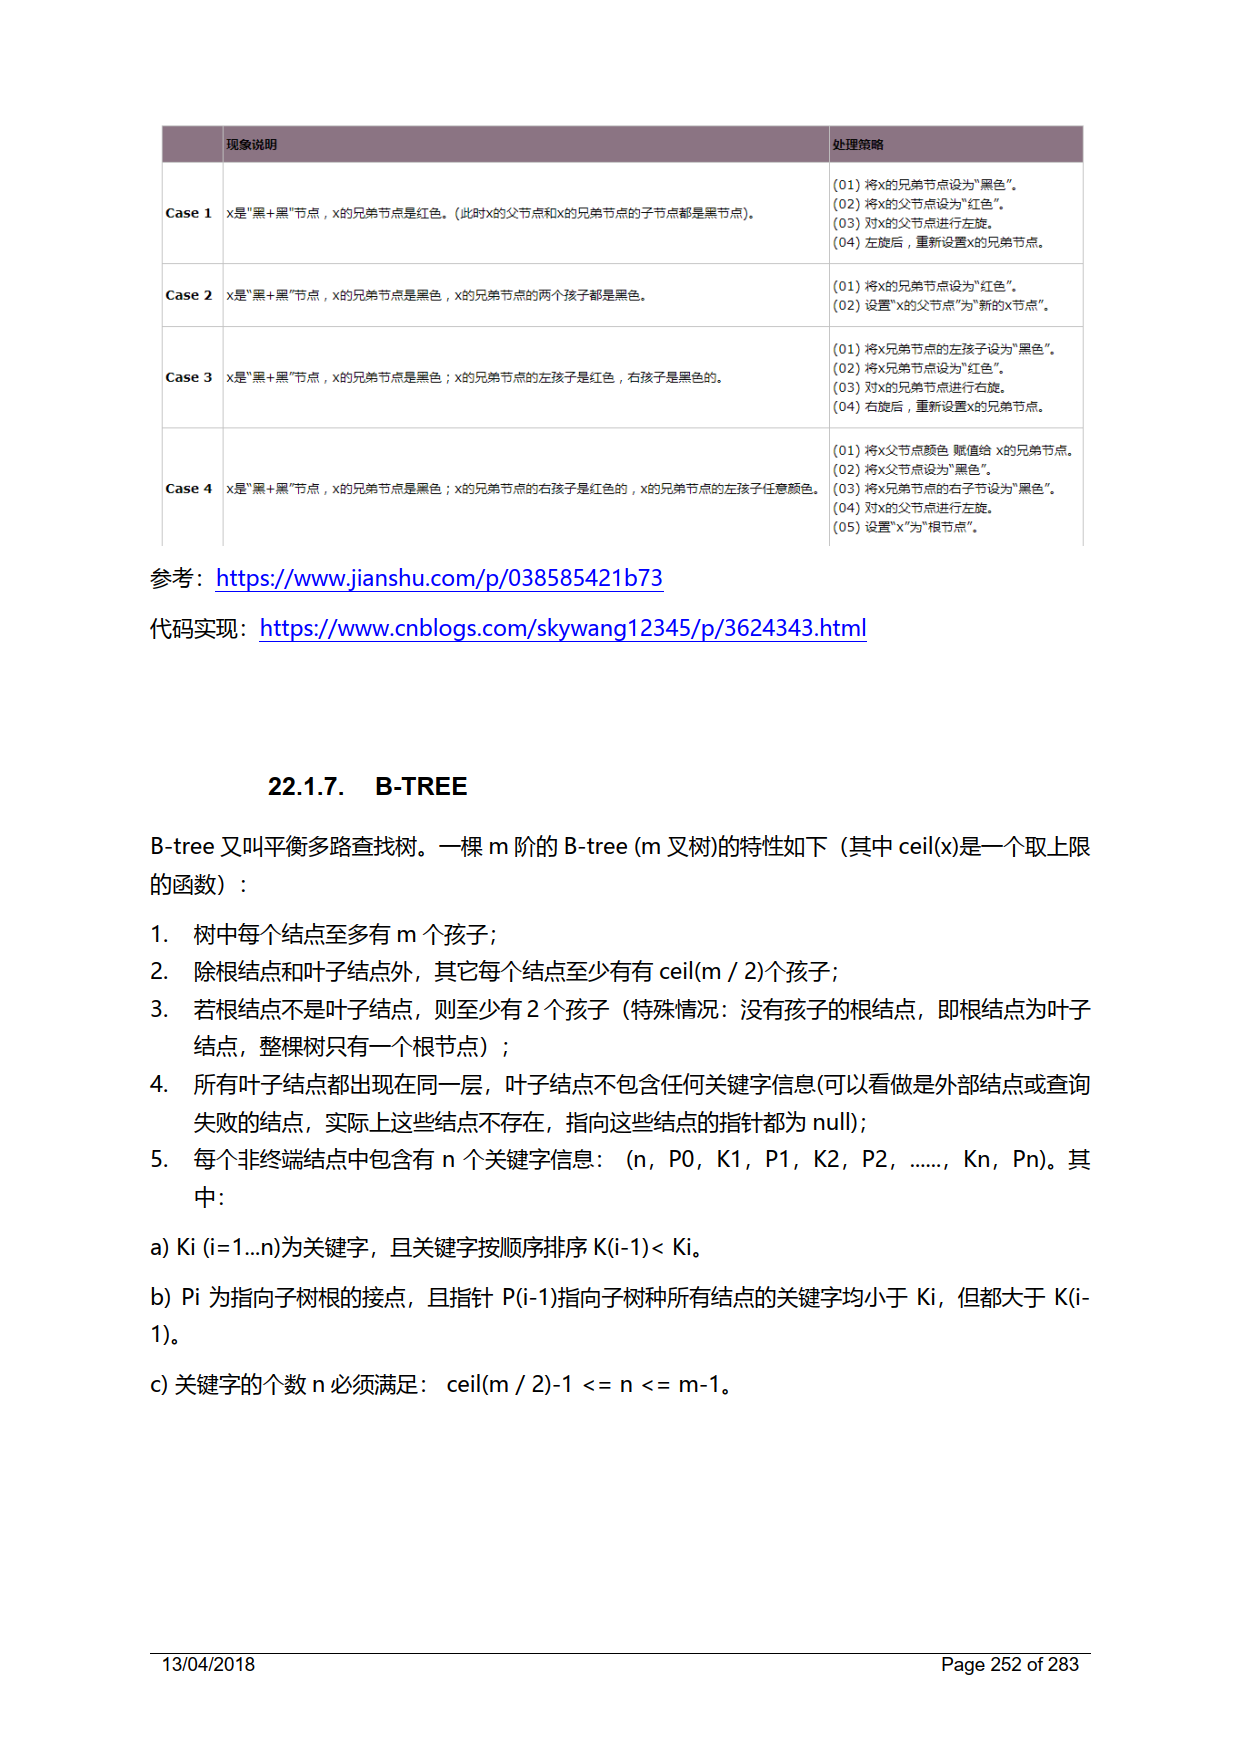 现象说明 处理策略
Case 1 x是"黑+黑"节点，x的兄弟节点是红色。(此时x的父节点和x的兄弟节点的子节点都是黑节点)。
(01) 将x的兄弟节点设为“黑色”。
(02) 将x的父节点设为“红色”。
(03) 对x的父节点进行左旋。
(04) 左旋后，重新设置x的兄弟节点。
Case 2 x是“黑+黑”节点，x的兄弟节点是黑色，x的兄弟节点的两个孩子都是黑色。
(01) 将x的兄弟节点设为“红色”。
(02) 设置“x的父节点”为“新的x节点”。
Case 3 x是“黑+黑”节点，x的兄弟节点是黑色；x的兄弟节点的左孩子是红色，右孩子是黑色的。
(01) 将x兄弟节点的左孩子设为“黑色”。
(02) 将x兄弟节点设为“红色”。
(03) 对x的兄弟节点进行右旋。
(04) 右旋后，重新设置x的兄弟节点。
Case 4 x是“黑+黑”节点，x的兄弟节点是黑色；x的兄弟节点的右孩子是红色的，x的兄弟节点的左孩子任意颜色。
(01) 将x父节点颜色 赋值给 x的兄弟节点。
(02) 将x父节点设为“黑色”。
(03) 将x兄弟节点的右子节设为“黑色”。
(04) 对x的父节点进行左旋。
(05) 设置“x”为“根节点”。
参考：https://www.jianshu.com/p/038585421b73
代码实现：https://www.cnblogs.com/skywang12345/p/3624343.html
22.1.7. B-TREE
B-tree 又叫平衡多路查找树。一棵 m 阶的 B-tree (m 叉树)的特性如下（其中 ceil(x)是一个取上限
的函数）:
1. 树中每个结点至多有 m 个孩子；
2. 除根结点和叶子结点外，其它每个结点至少有有 ceil(m / 2)个孩子；
3. 若根结点不是叶子结点，则至少有 2 个孩子（特殊情况：没有孩子的根结点，即根结点为叶子
结点，整棵树只有一个根节点）;
4. 所有叶子结点都出现在同一层，叶子结点不包含任何关键字信息(可以看做是外部结点或查询
失败的结点，实际上这些结点不存在，指向这些结点的指针都为 null)；
5. 每个非终端结点中包含有 n 个关键字信息： (n，P0，K1，P1，K2，P2，......，Kn，Pn)。其
中：
a) Ki (i=1...n)为关键字，且关键字按顺序排序 K(i-1)< Ki。
b) Pi 为指向子树根的接点，且指针 P(i-1)指向子树种所有结点的关键字均小于 Ki，但都大于 K(i-
1)。
c) 关键字的个数 n 必须满足： ceil(m / 2)-1 <= n <= m-1。
13/04/2018 Page 252 of 283